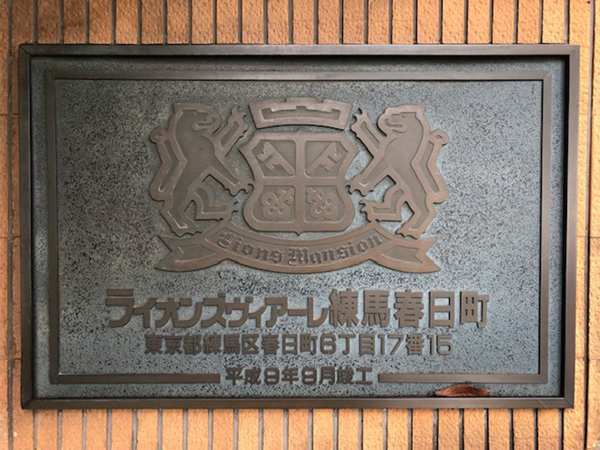 Lions Mansion
ライオンズヴィアーレ練馬春日町
東京都練馬区春日町6丁目17番15
平成9年9月竣工